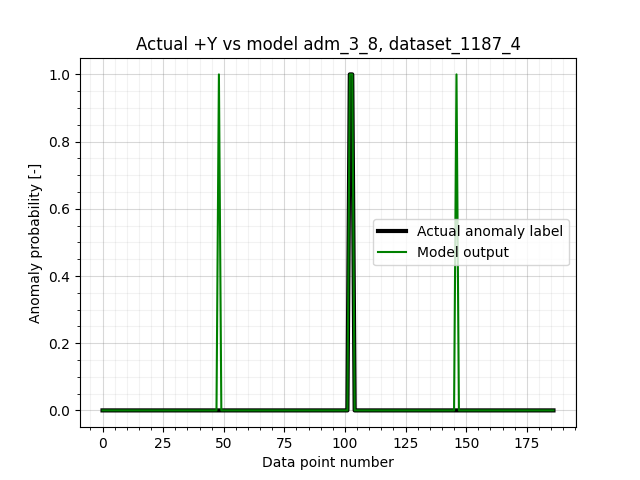 Actual +Y vs model adm_3_8, dataset_1187_4
1.0
0.8
0.6
0.4
0.2
0.0
Anomaly probability [-]
Actual anomaly label
Model output
0 25 50 75 100 125 150 175
Data point number